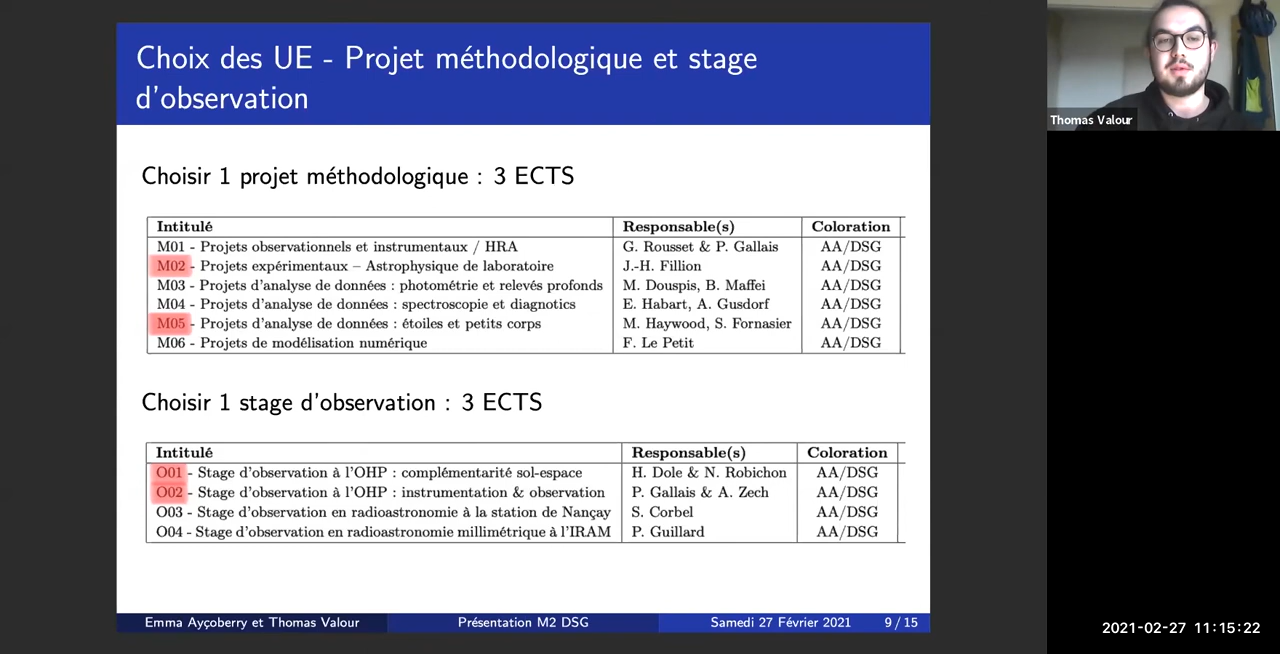 Choix des UE - Projet méthodologique et stage
d'observation
Thomas Valour
Choisir 1 projet méthodologique : 3 ECTS
Intitulé Responsable(s) Coloration
M01 - Projets observationnels et instrumentaux / HRA G. Rousset & P. Gallais AA/DSG
M02 - Projets expérimentaux – Astrophysique de laboratoire J.-H. Fillion AA/DSG
M03 - Projets d'analyse de données : photométrie et relevés profonds M. Douspis, B. Maffei AA/DSG
M04 - Projets d'analyse de données : spectroscopie et diagnotics E. Habart, A. Gusdorf AA/DSG
M05 - Projets d'analyse de données : étoiles et petits corps M. Haywood, S. Fornasier AA/DSG
M06 - Projets de modélisation numérique F. Le Petit AA/DSG
Choisir 1 stage d'observation : 3 ECTS
Intitulé Responsable(s) Coloration
O01 - Stage d'observation à l'OHP : complémentarité sol-espace H. Dole & N. Robichon AA/DSG
O02 - Stage d'observation à l'OHP : instrumentation & observation P. Gallais & A. Zech AA/DSG
O03 - Stage d'observation en radioastronomie à la station de Nançay S. Corbel AA/DSG
O04 - Stage d'observation en radioastronomie millimétrique à l'IRAM P. Guillard AA/DSG
Emma Ayçoberry et Thomas Valour Présentation M2 DSG Samedi 27 Février 2021 9 / 15
2021-02-27 11:15:22